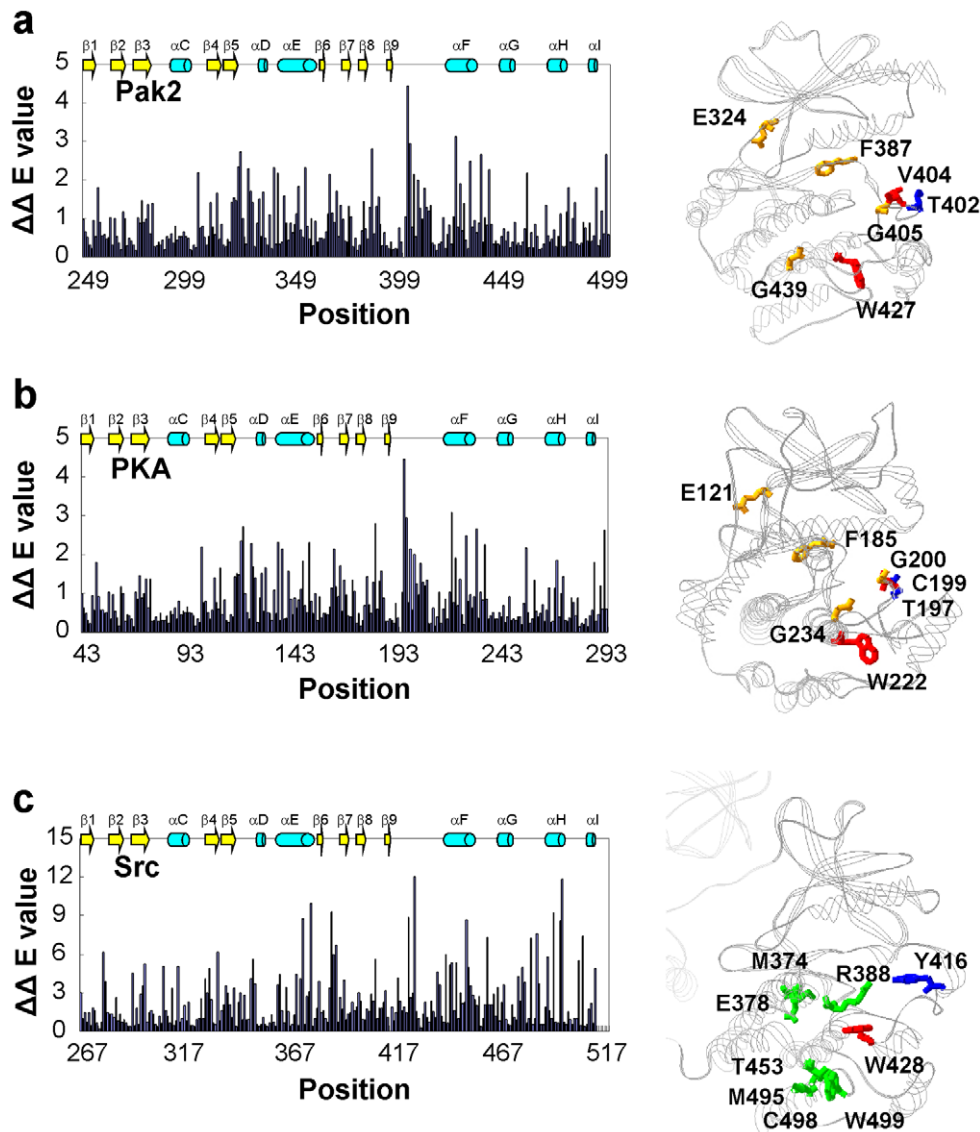 a
β1 β2 β3 αC β4 β5 αD αE β6 β7 β8 β9 αF αG αH αI
Pak2
ΔΔ E value
5
4
3
2
1
0
249 299 349 399 449 499
Position
E324
F387
V404
T402
G405
G439
W427
b
β1 β2 β3 αC β4 β5 αD αE β6 β7 β8 β9 αF αG αH αI
PKA
ΔΔ E value
5
4
3
2
1
0
43 93 143 193 243 293
Position
E121
F185
G200
C199
T197
G234
W222
c
β1 β2 β3 αC β4 β5 αD αE β6 β7 β8 β9 αF αG αH αI
Src
ΔΔ E value
15
12
9
6
3
0
267 317 367 417 467 517
Position
M374
R388
Y416
E378
W428
T453
M495
C498
W499